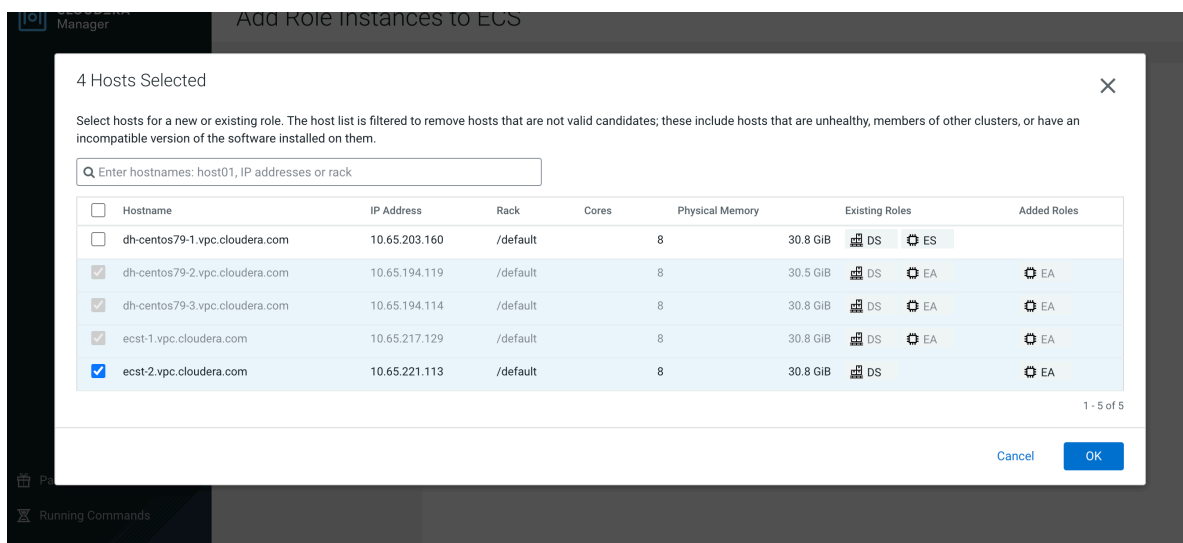 Manager
Add Role Instances to ECS
4 Hosts Selected
Select hosts for a new or existing role. The host list is filtered to remove hosts that are not valid candidates; these include hosts that are unhealthy, members of other clusters, or have an
incompatible version of the software installed on them.
Enter hostnames: host01, IP addresses or rack
Hostname IP Address Rack Cores Physical Memory Existing Roles Added Roles
dh-centos79-1.vpc.cloudera.com 10.65.203.160 /default 8 30.8 GiB DS ES
dh-centos79-2.vpc.cloudera.com 10.65.194.119 /default 8 30.5 GiB DS EA EA
dh-centos79-3.vpc.cloudera.com 10.65.194.114 /default 8 30.8 GiB DS EA EA
ecst-1.vpc.cloudera.com 10.65.217.129 /default 8 30.8 GiB DS EA EA
ecst-2.vpc.cloudera.com 10.65.221.113 /default 8 30.8 GiB DS EA
1 - 5 of 5
Cancel OK
Pa
Running Commands